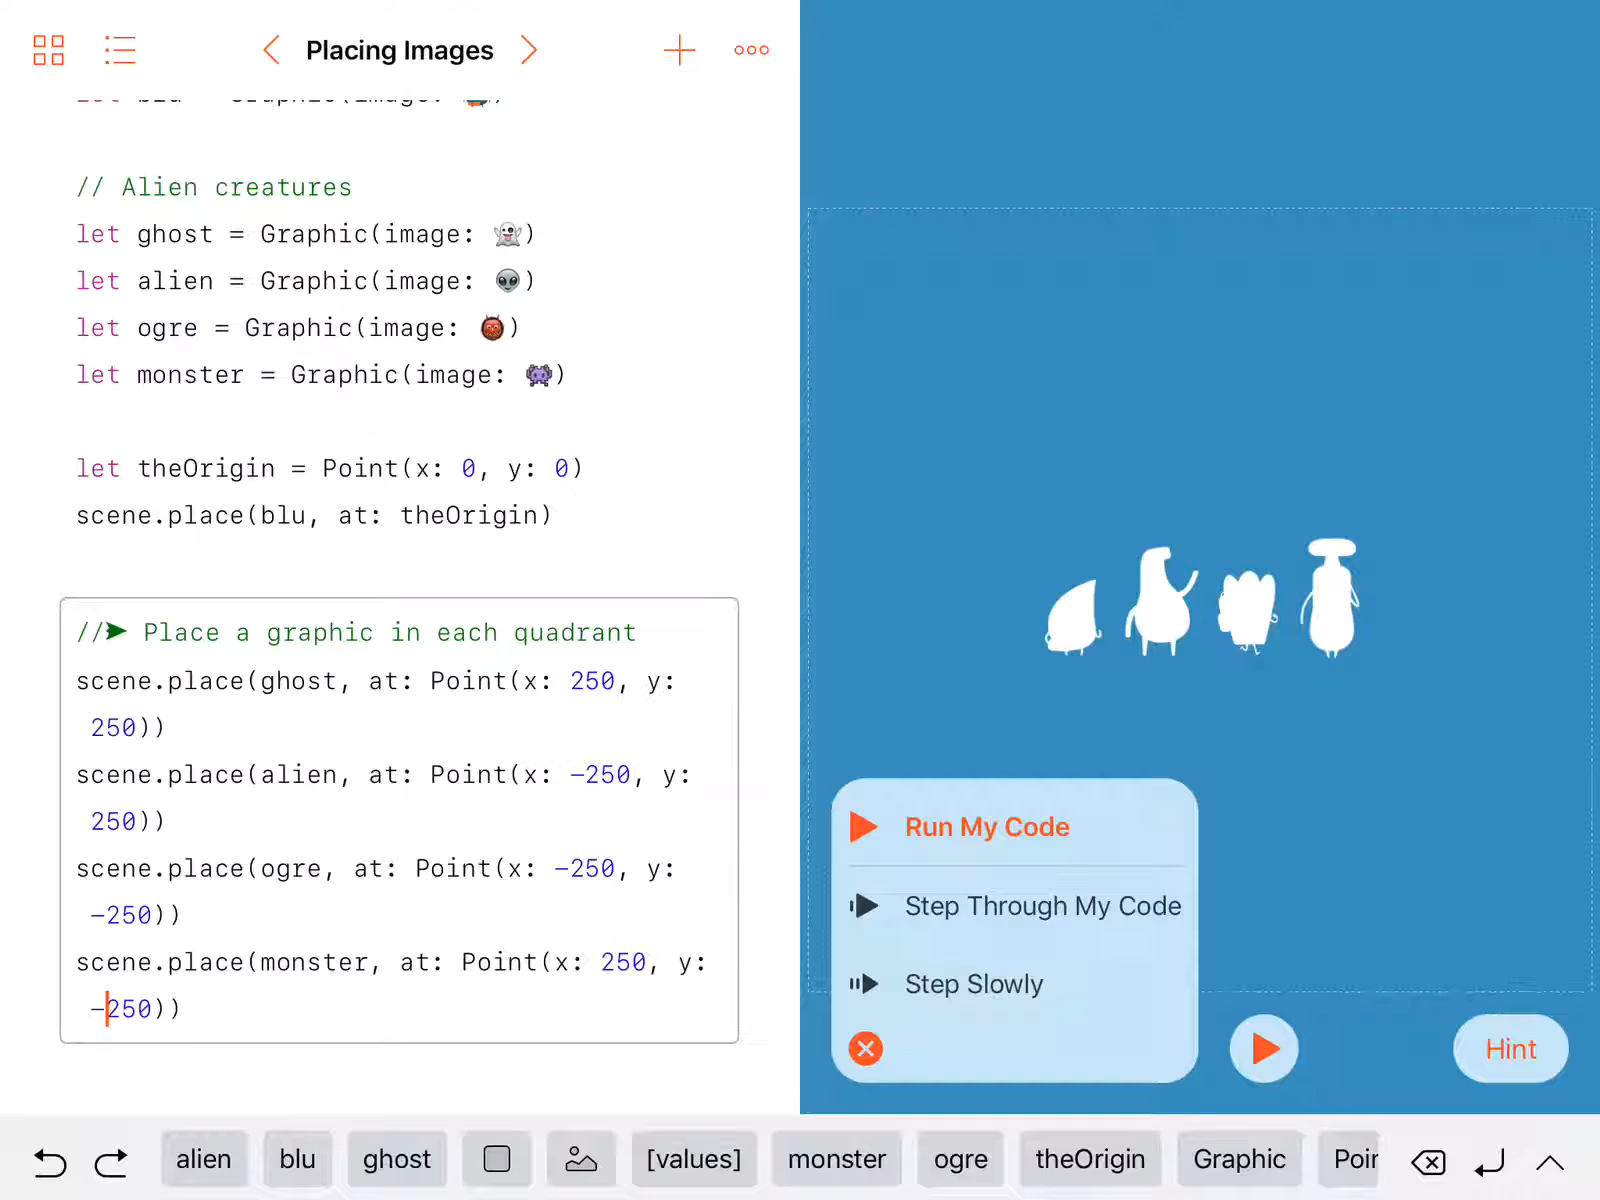 Placing Images
// Alien creatures
let ghost = Graphic(image: 👻)
let alien = Graphic(image: 👽)
let ogre = Graphic(image: 👹)
let monster = Graphic(image: 👾)
let theOrigin = Point(x: 0, y: 0)
scene.place(blu, at: theOrigin)
//➤ Place a graphic in each quadrant
scene.place(ghost, at: Point(x: 250, y:
250))
scene.place(alien, at: Point(x: -250, y:
250))
scene.place(ogre, at: Point(x: -250, y:
-250))
scene.place(monster, at: Point(x: 250, y:
-250))
Run My Code
Step Through My Code
Step Slowly
Hint
alien blu ghost [values] monster ogre theOrigin Graphic